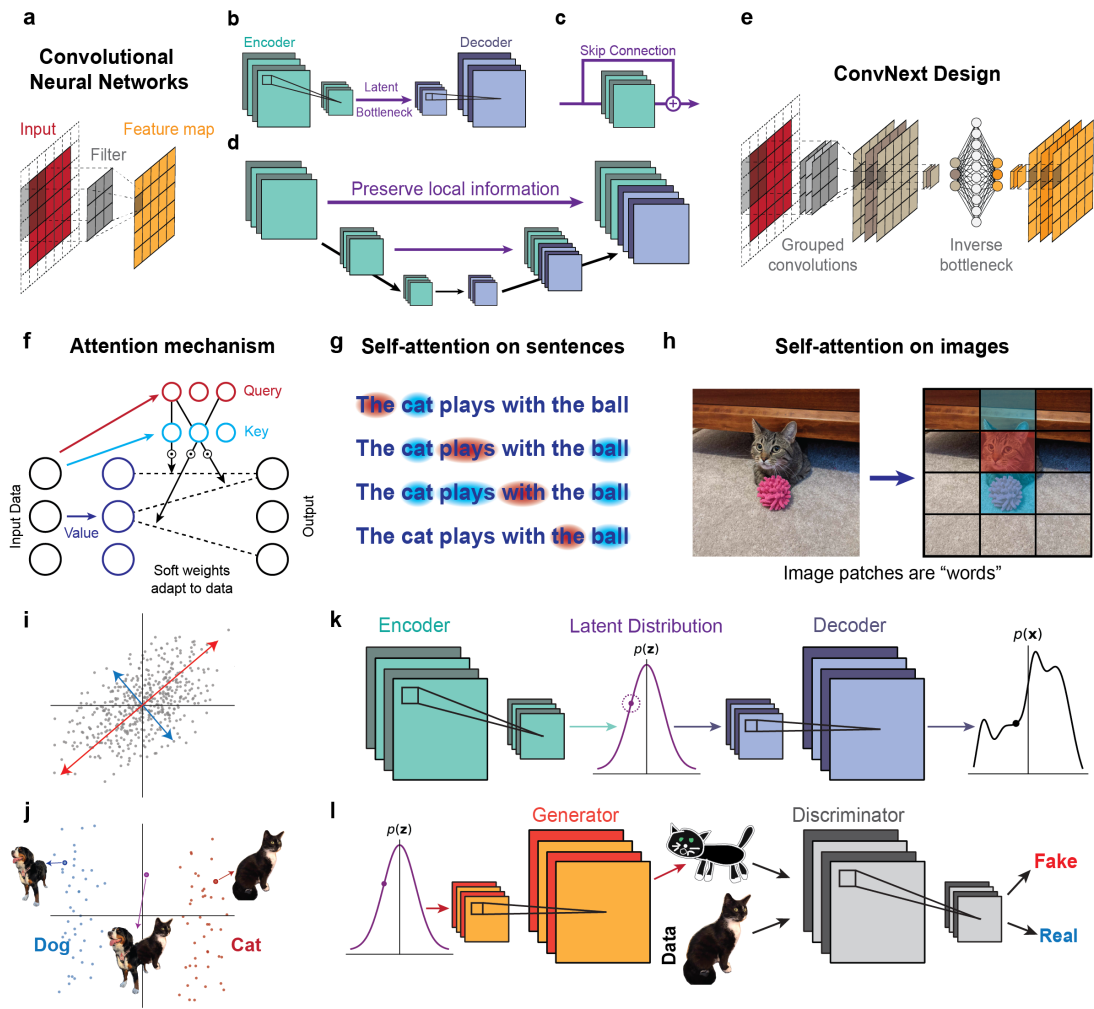 a
Convolutional
Neural Networks
Input
Filter
Feature map
b
Encoder
Latent
Bottleneck
Decoder
c
Skip Connection
+
d
Preserve local information
e
ConvNext Design
Grouped
convolutions
Inverse
bottleneck
f
Attention mechanism
Query
Key
Input Data
Value
Output
Soft weights
adapt to data
g
Self-attention on sentences
The cat plays with the ball
The cat plays with the ball
The cat plays with the ball
The cat plays with the ball
h
Self-attention on images
Image patches are “words”
i
j
Dog
Cat
k
Encoder
Latent Distribution
p(z)
Decoder
p(x)
l
p(z)
Generator
Data
Discriminator
Fake
Real